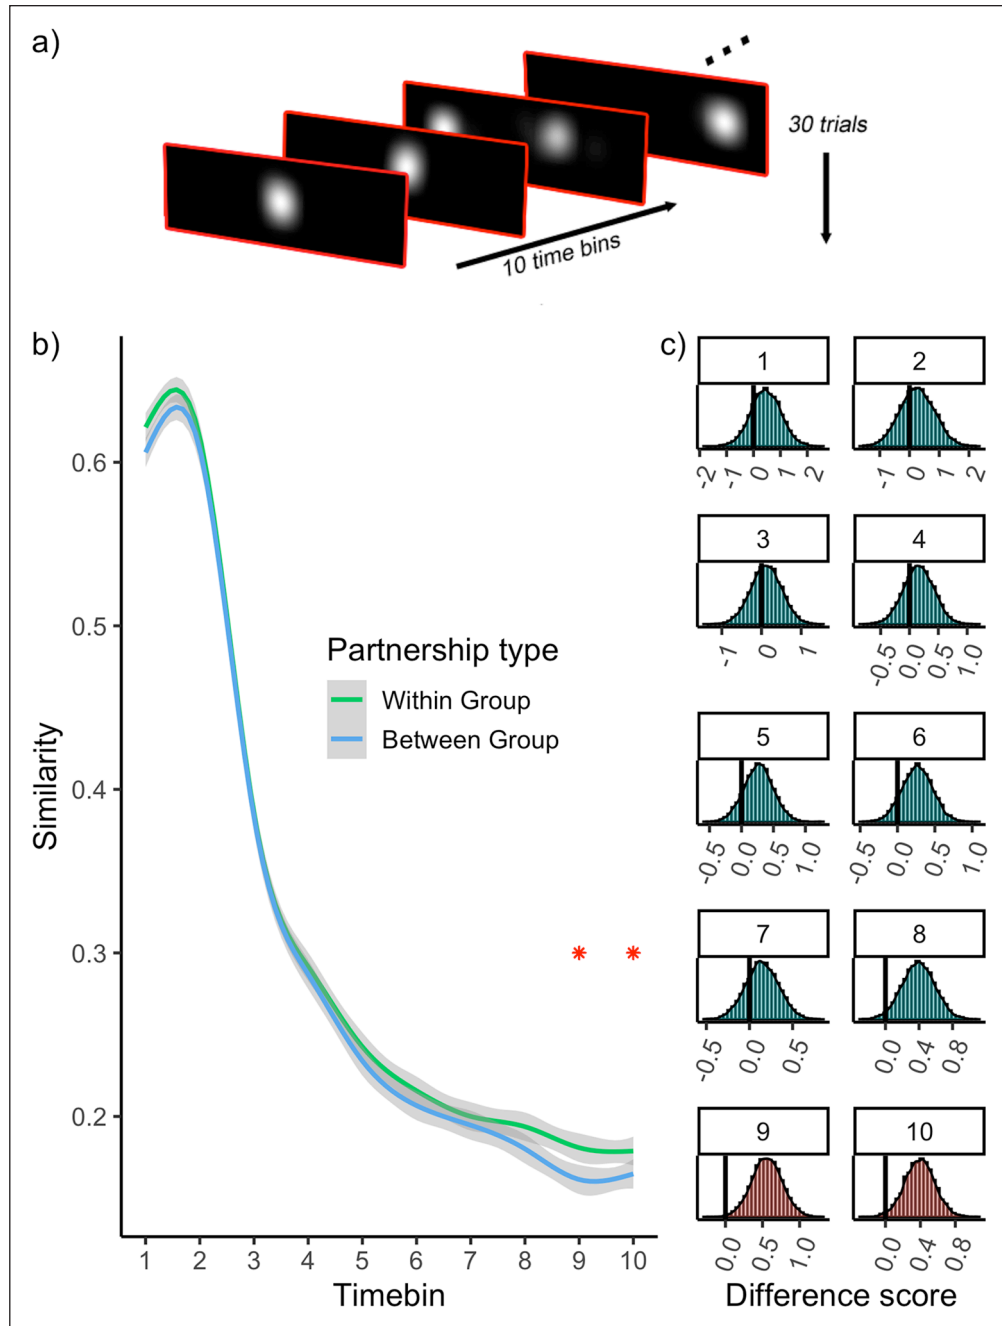 a)
30 trials
10 time bins
b)
c)
Similarity
0.6
0.5
0.4
0.3
0.2
* *
Partnership type
Within Group
Between Group
1 2 3 4 5 6 7 8 9 10
Timebin
1
-2 -1 0 1 2
2
-1 0 1 2
3
-1 0 1
4
-0.5 0.0 0.5 1.0
5
-0.5 0.0 0.5 1.0
6
-0.5 0.0 0.5 1.0
7
-0.5 0.0 0.5
8
0.0 0.4 0.8
9
0.0 0.5 1.0
10
0.0 0.4 0.8
Difference score